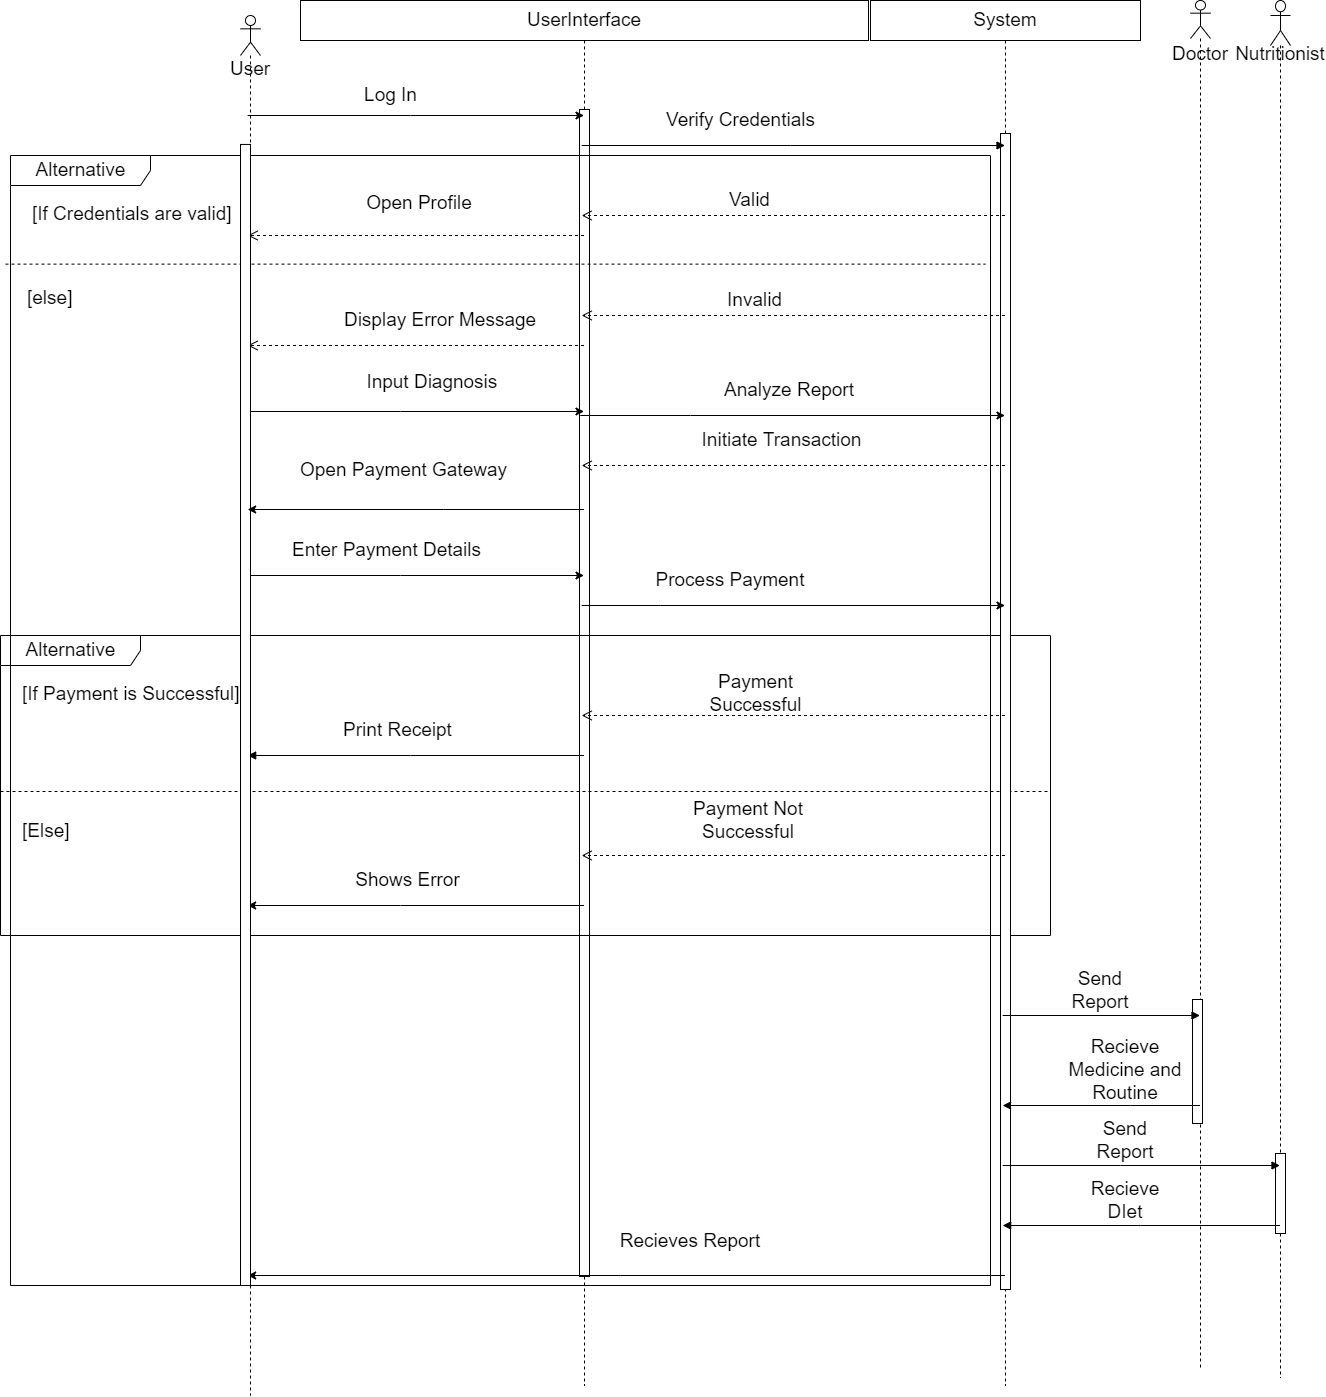 UserInterface
System
User
Doctor
Nutritionist
Log In
Verify Credentials
Alternative
[If Credentials are valid]
Open Profile
Valid
[else]
Invalid
Display Error Message
Input Diagnosis
Analyze Report
Initiate Transaction
Open Payment Gateway
Enter Payment Details
Process Payment
Alternative
[If Payment is Successful]
Payment
Successful
Print Receipt
[Else]
Payment Not
Successful
Shows Error
Send
Report
Recieve
Medicine and
Routine
Send
Report
Recieve
DIet
Recieves Report